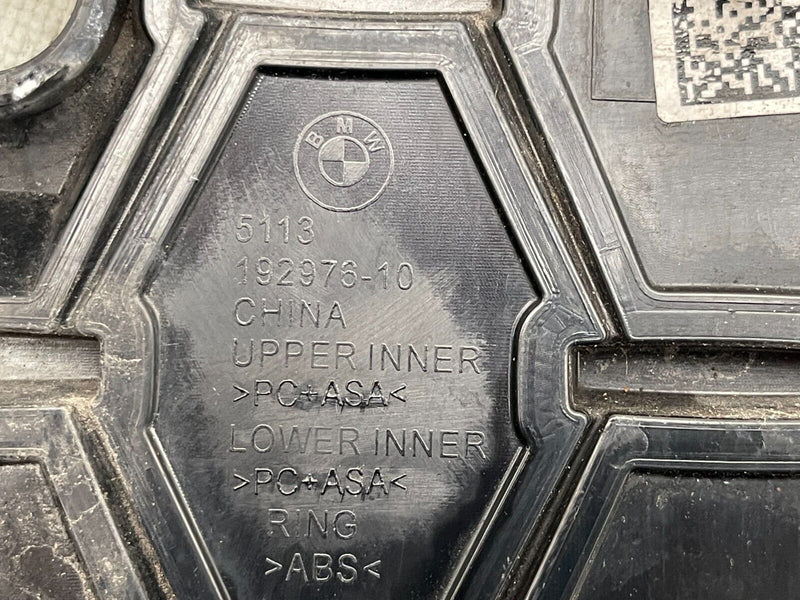 BMW
5113
192976-10
CHINA
UPPER INNER
>PC+ASA<
LOWER INNER
>PC+ASA<
RING
>ABS<